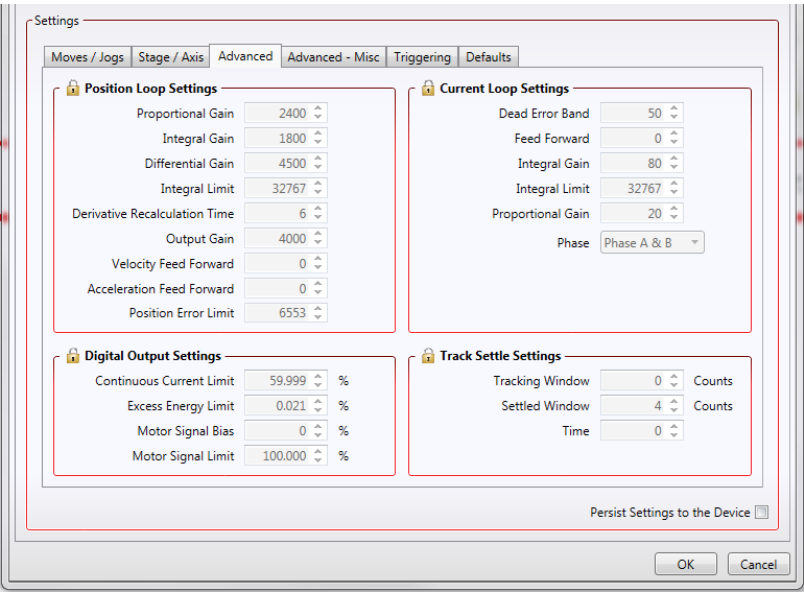 Settings
Moves / Jogs Stage / Axis Advanced Advanced - Misc Triggering Defaults
Position Loop Settings
Proportional Gain 2400
Integral Gain 1800
Differential Gain 4500
Integral Limit 32767
Derivative Recalculation Time 6
Output Gain 4000
Velocity Feed Forward 0
Acceleration Feed Forward 0
Position Error Limit 6553
Current Loop Settings
Dead Error Band 50
Feed Forward 0
Integral Gain 80
Integral Limit 32767
Proportional Gain 20
Phase Phase A & B
Digital Output Settings
Continuous Current Limit 59.999 %
Excess Energy Limit 0.021 %
Motor Signal Bias 0 %
Motor Signal Limit 100.000 %
Track Settle Settings
Tracking Window 0 Counts
Settled Window 4 Counts
Time 0
Persist Settings to the Device
OK Cancel